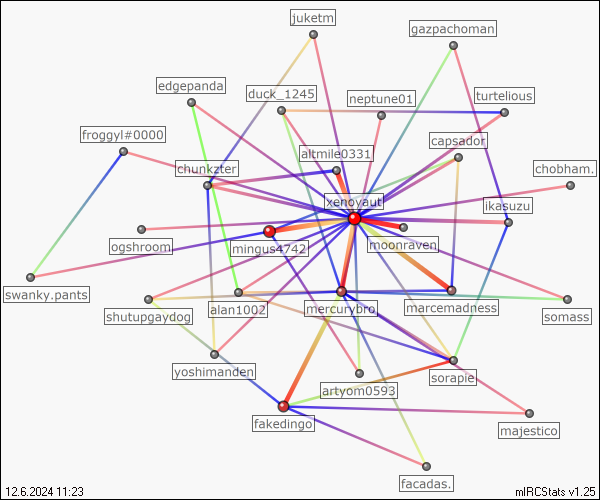 juketm
gazpachoman
edgepanda
duck_1245
neptune01
turtelious
froggyl#0000
capsador.
altmile0331
chunkzter
chobham.
xenoyaut
ikasuzu
ogshroom
mingus4742
moonraven
swanky.pants
shutupgaydog
alan1002
mercurybro.
marcemadness
somass
yoshimanden
sorapie
artyom0593
fakedingo
majestico
facadas.
12.6.2024 11:23
mIRCStats v1.25